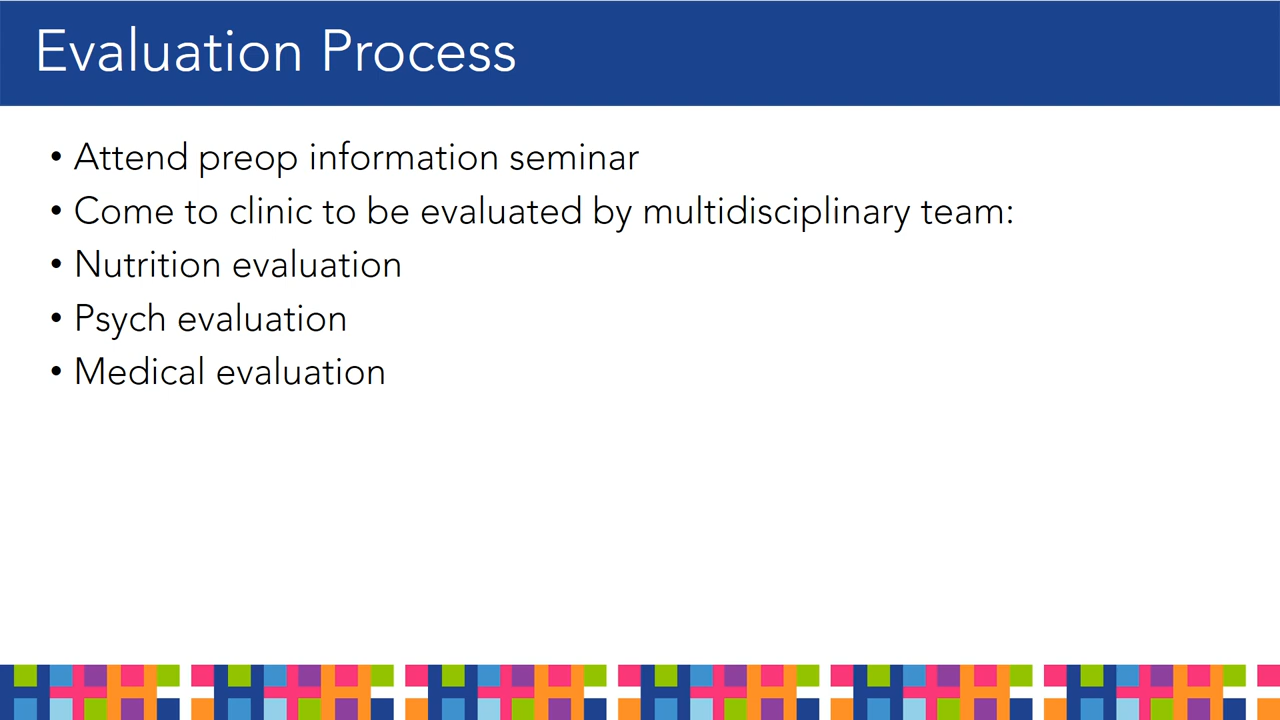 Evaluation Process
• Attend preop information seminar
• Come to clinic to be evaluated by multidisciplinary team:
• Nutrition evaluation
• Psych evaluation
• Medical evaluation